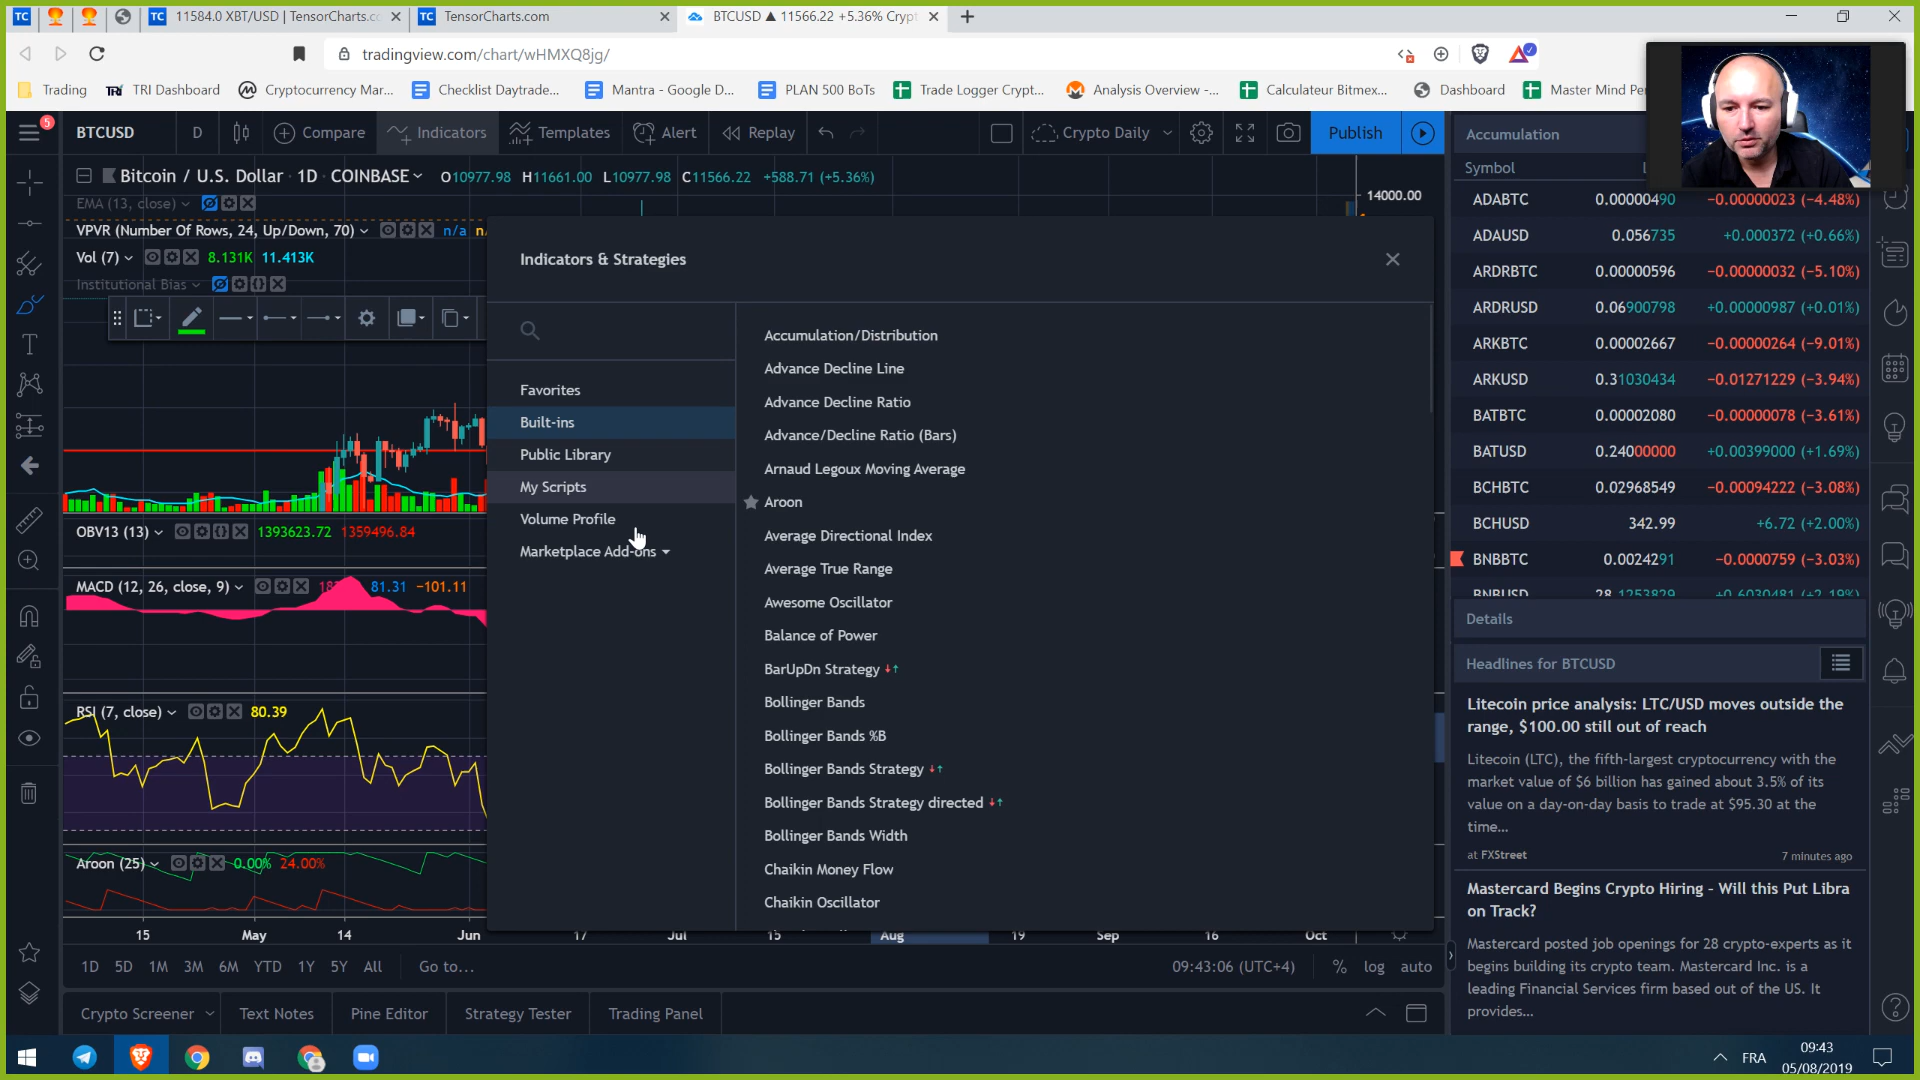 11584.0 XBT/USD | TensorCharts.c
TensorCharts.com
BTCUSD ▲ 11566.22 +5.36% Crypt
tradingview.com/chart/wHMXQ8jg/
Trading
TRI Dashboard
Cryptocurrency Mar...
Checklist Daytrade...
Mantra - Google D...
PLAN 500 BoTs
Trade Logger Crypt...
Analysis Overview -...
Calculateur Bitmex...
Dashboard
Master Mind Pe
5
BTCUSD
D
Compare
Indicators
Templates
Alert
Replay
Crypto Daily
Publish
Accumulation
Symbol
Bitcoin / U.S. Dollar · 1D · COINBASE
O10977.98 H11661.00 L10977.98 C11566.22 +588.71 (+5.36%)
14000.00
EMA (13, close)
VPVR (Number Of Rows, 24, Up/Down, 70)
n/a
Vol (7)
8.131K 11.413K
Institutional Bias
Indicators & Strategies
Favorites
Built-ins
Public Library
My Scripts
Volume Profile
Marketplace Add-ons
Accumulation/Distribution
Advance Decline Line
Advance Decline Ratio
Advance/Decline Ratio (Bars)
Arnaud Legoux Moving Average
Aroon
Average Directional Index
Average True Range
Awesome Oscillator
Balance of Power
BarUpDn Strategy
Bollinger Bands
Bollinger Bands %B
Bollinger Bands Strategy
Bollinger Bands Strategy directed
Bollinger Bands Width
Chaikin Money Flow
Chaikin Oscillator
OBV13 (13)
1393623.72 1359496.84
MACD (12, 26, close, 9)
81.31 −101.11
RSI (7, close)
80.39
Aroon (25)
0.00% 24.00%
15 May 14 Jun 17 Jul 15 Aug 19 Sep 16 Oct
1D 5D 1M 3M 6M YTD 1Y 5Y All Go to...
09:43:06 (UTC+4) % log auto
Crypto Screener
Text Notes
Pine Editor
Strategy Tester
Trading Panel
ADABTC 0.00000490 −0.00000023 (−4.48%)
ADAUSD 0.056735 +0.000372 (+0.66%)
ARDRBTC 0.00000596 −0.00000032 (−5.10%)
ARDRUSD 0.06900798 +0.00000987 (+0.01%)
ARKBTC 0.00002667 −0.00000264 (−9.01%)
ARKUSD 0.31030434 −0.01271229 (−3.94%)
BATBTC 0.00002080 −0.00000078 (−3.61%)
BATUSD 0.24000000 +0.00399000 (+1.69%)
BCHBTC 0.02968549 −0.00094222 (−3.08%)
BCHUSD 342.99 +6.72 (+2.00%)
BNBBTC 0.0024291 −0.0000759 (−3.03%)
BNBUSD 28.1253829 +0.6030481 (+2.19%)
Details
Headlines for BTCUSD
Litecoin price analysis: LTC/USD moves outside the
range, $100.00 still out of reach
Litecoin (LTC), the fifth-largest cryptocurrency with the
market value of $6 billion has gained about 3.5% of its
value on a day-on-day basis to trade at $95.30 at the
time...
at FXStreet
7 minutes ago
Mastercard Begins Crypto Hiring - Will this Put Libra
on Track?
Mastercard posted job openings for 28 crypto-experts as it
begins building its crypto team. Mastercard Inc. is a
leading Financial Services firm based out of the US. It
provides...
FRA
09:43
05/08/2019